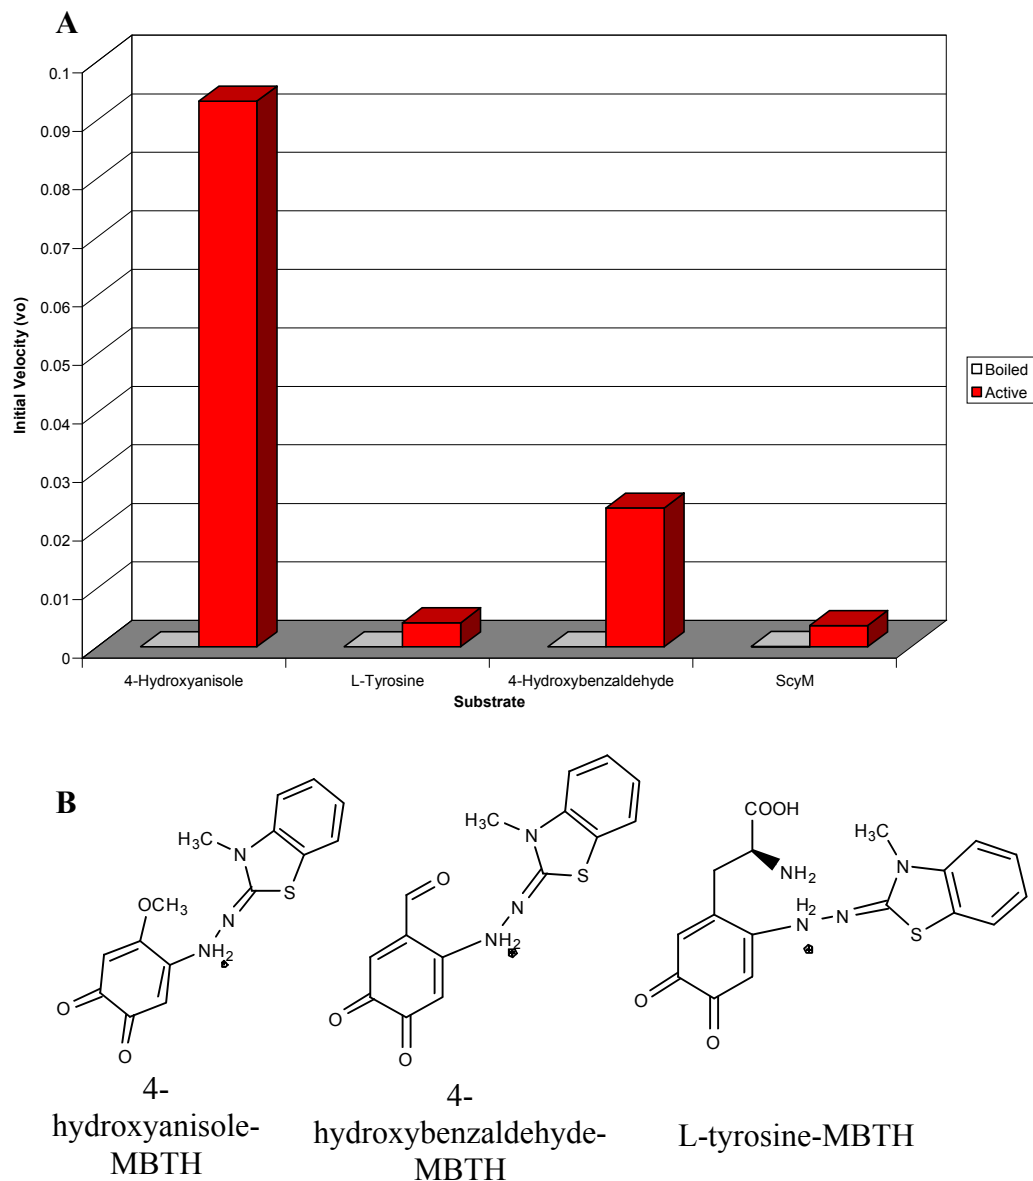 A
0.1
0.09
0.08
0.07
0.06
0.05
0.04
0.03
0.02
0.01
0
Initial Velocity (vo)
4-Hydroxyanisole
L-Tyrosine
4-Hydroxybenzaldehyde
ScyM
Substrate
Boiled
Active
B
H3C
N
S
N
OCH3
NH2
O
O
4-
hydroxyanisole-
MBTH
H3C
N
S
O
N
NH2
O
O
4-
hydroxybenzaldehyde-
MBTH
COOH
NH2
H3C
N
H2
N
N
S
O
O
L-tyrosine-MBTH